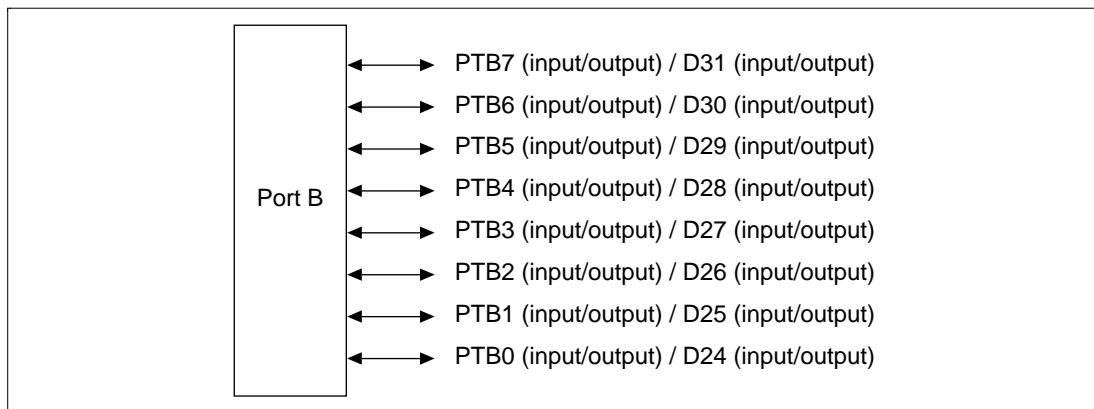 PTB7 (input/output) / D31 (input/output)
PTB6 (input/output) / D30 (input/output)
PTB5 (input/output) / D29 (input/output)
PTB4 (input/output) / D28 (input/output)
Port B
PTB3 (input/output) / D27 (input/output)
PTB2 (input/output) / D26 (input/output)
PTB1 (input/output) / D25 (input/output)
PTB0 (input/output) / D24 (input/output)